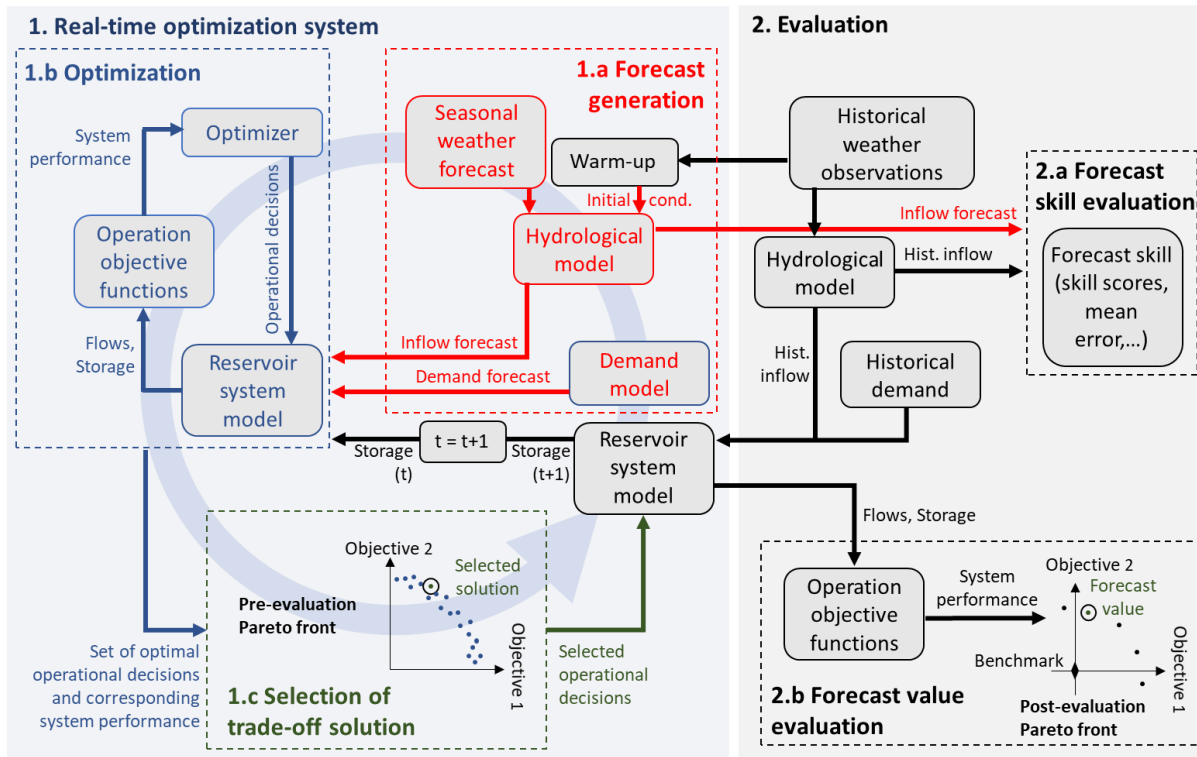 1. Real-time optimization system
1.b Optimization
System
performance
Optimizer
Operational decisions
Operation
objective
functions
Flows,
Storage
Reservoir
system
model
1.a Forecast
generation
Seasonal
weather
forecast
Warm-up
Initial cond.
Hydrological
model
Inflow forecast
Demand forecast
Demand
model
Storage
(t)
t = t+1
Storage
(t+1)
Reservoir
system
model
Set of optimal
operational decisions
and corresponding
system performance
Objective 2
Selected
solution
Pre-evaluation
Pareto front
Objective 1
1.c Selection of
trade-off solution
Selected
operational
decisions
2. Evaluation
Historical
weather
observations
Inflow forecast
Hydrological
model
Hist. inflow
Hist.
inflow
Historical
demand
2.a Forecast
skill evaluation
Forecast skill
(skill scores,
mean
error,...)
Flows, Storage
Operation
objective
functions
System
performance
Objective 2
Forecast
value
Benchmark
Objective 1
Post-evaluation
Pareto front
2.b Forecast value
evaluation